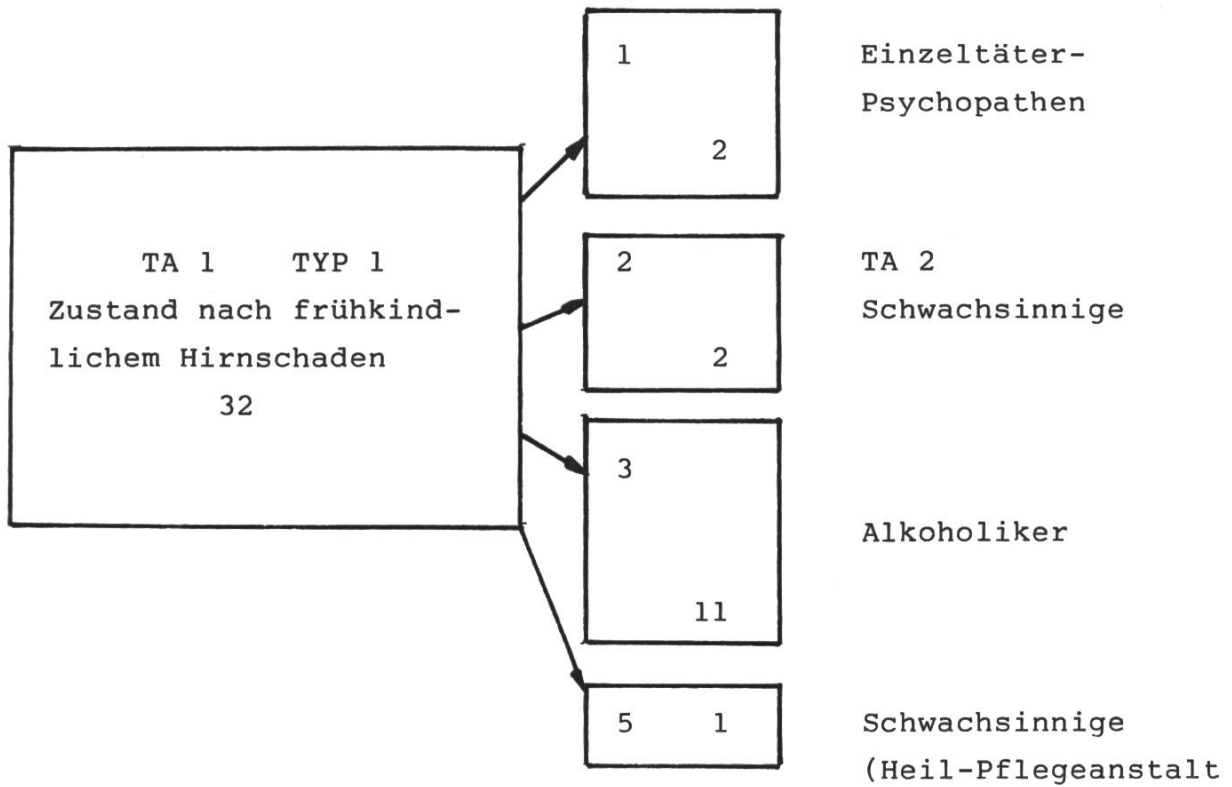 1
Einzeltäter-
Psychopathen
2
TA 1 TYP 1
Zustand nach frühkind-
lichem Hirnschaden
32
2
TA 2
Schwachsinnige
2
3
Alkoholiker
11
5 1
Schwachsinnige
(Heil-Pflegeanstalt